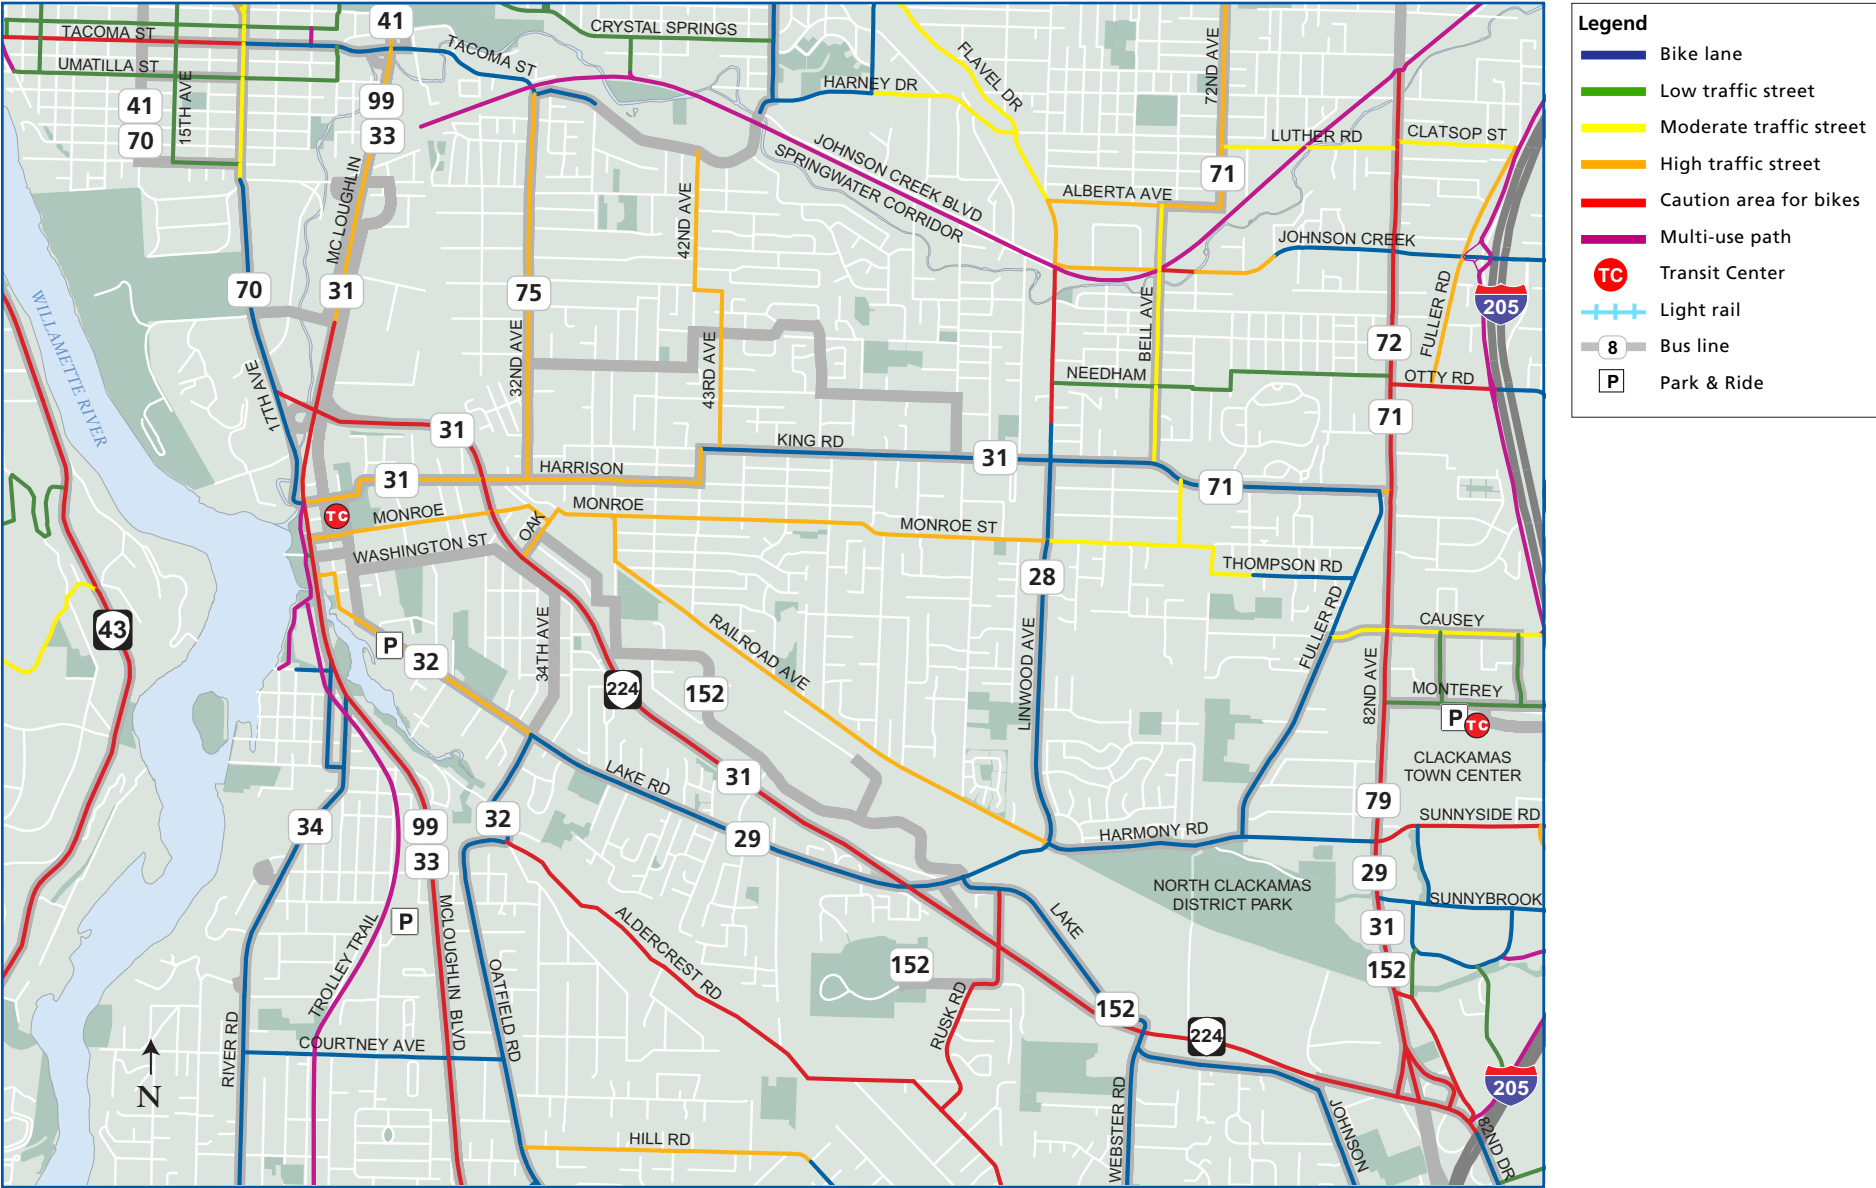 Legend
Bike lane
Low traffic street
Moderate traffic street
High traffic street
Caution area for bikes
Multi-use path
TC Transit Center
Light rail
8 Bus line
P Park & Ride
TACOMA ST
41
TACOMA ST
CRYSTAL SPRINGS
UMATILLA ST
15TH AVE
41
70
99
33
HARNEY DR
FLAVEL DR
72ND AVE
LUTHER RD
CLATSOP ST
71
JOHNSON CREEK BLVD
SPRINGWATER CORRIDOR
ALBERTA AVE
MC LOUGHLIN
42ND AVE
JOHNSON CREEK
70
31
75
WILLAMETTE RIVER
BELL AVE
FULLER RD
205
72
17TH AVE
32ND AVE
43RD AVE
NEEDHAM
OTTY RD
71
31
KING RD
31
HARRISON
31
71
TC
MONROE
OAK
MONROE
MONROE ST
WASHINGTON ST
THOMPSON RD
28
43
P
32
34TH AVE
RAILROAD AVE
LINWOOD AVE
FULLER RD
CAUSEY
82ND AVE
MONTEREY
P
TC
CLACKAMAS
TOWN CENTER
224
152
31
LAKE RD
79
SUNNYSIDE RD
34
99
33
32
29
HARMONY RD
29
NORTH CLACKAMAS
DISTRICT PARK
SUNNYBROOK
31
152
P
TROLLEY TRAIL
MCLOUGHLIN BLVD
OATFIELD RD
ALDERCREST RD
152
LAKE
RUSK RD
152
224
RIVER RD
COURTNEY AVE
N
205
HILL RD
WEBSTER RD
JOHNSON
82ND DR